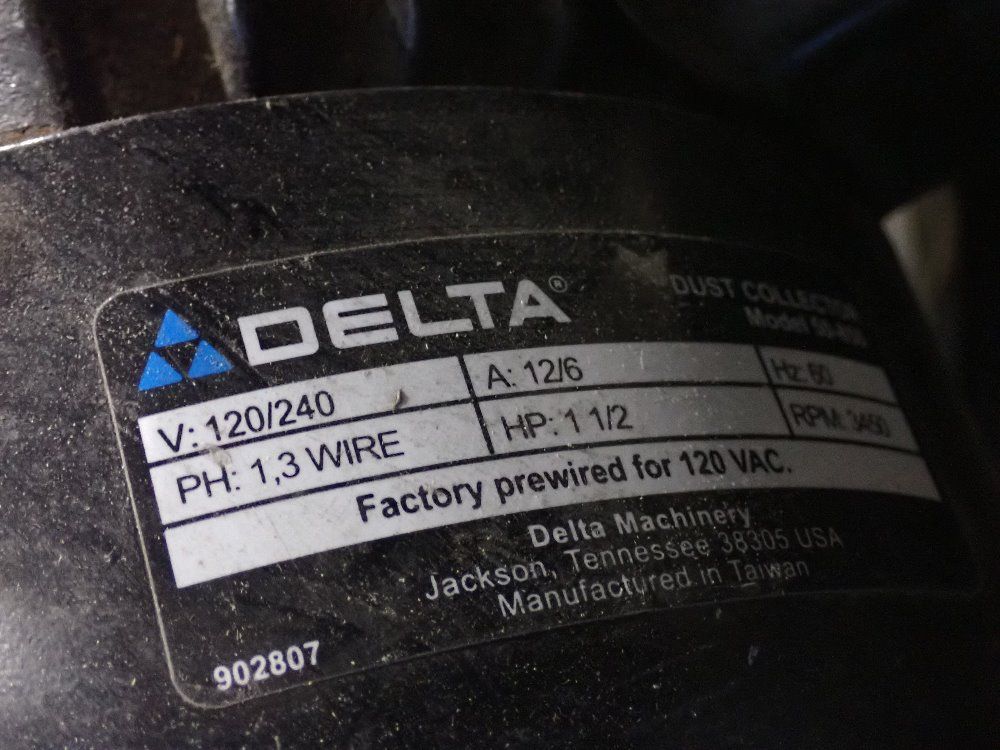 DELTA®
DUST COLLECTOR
Model
V: 120/240
A: 12/6
Hz: 60
PH: 1,3 WIRE
HP: 1 1/2
RPM: 3450
Factory prewired for 120 VAC.
Delta Machinery
Jackson, Tennessee 38305 USA
Manufactured in Taiwan
902807